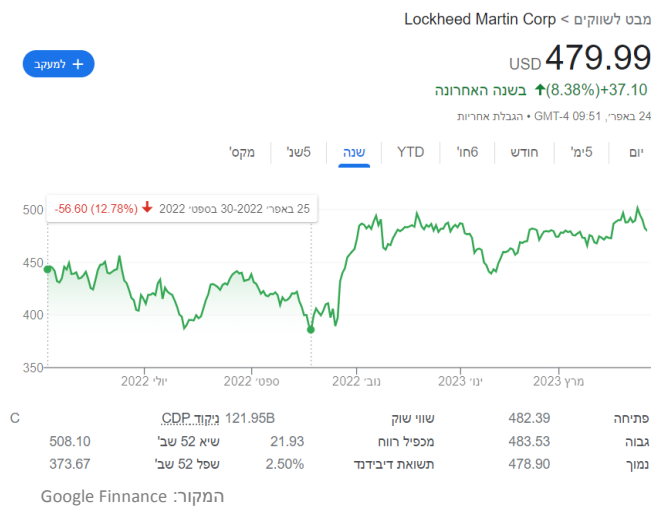 מבט לשווקים > Lockheed Martin Corp
479.99 USD
+ למעקב
+37.10 (8.38%) בשנה האחרונה
24 באפר׳, 09:51 GMT-4 • הגבלת אחריות
יום 5ימ' חודש 6חו' YTD שנה 5שנ' מקס'
-56.60 (12.78%) 25 באפר׳ 2022-30 בספט׳ 2022
500
450
400
350
יולי 2022 ספט׳ 2022 נוב׳ 2022 ינו׳ 2023 מרץ 2023
פתיחה 482.39 שווי שוק 121.95B ניקוד CDP C
גבוה 483.53 מכפיל רווח 21.93 שיא 52 שב' 508.10
נמוך 478.90 תשואת דיבידנד 2.50% שפל 52 שב' 373.67
המקור: Google Finnance